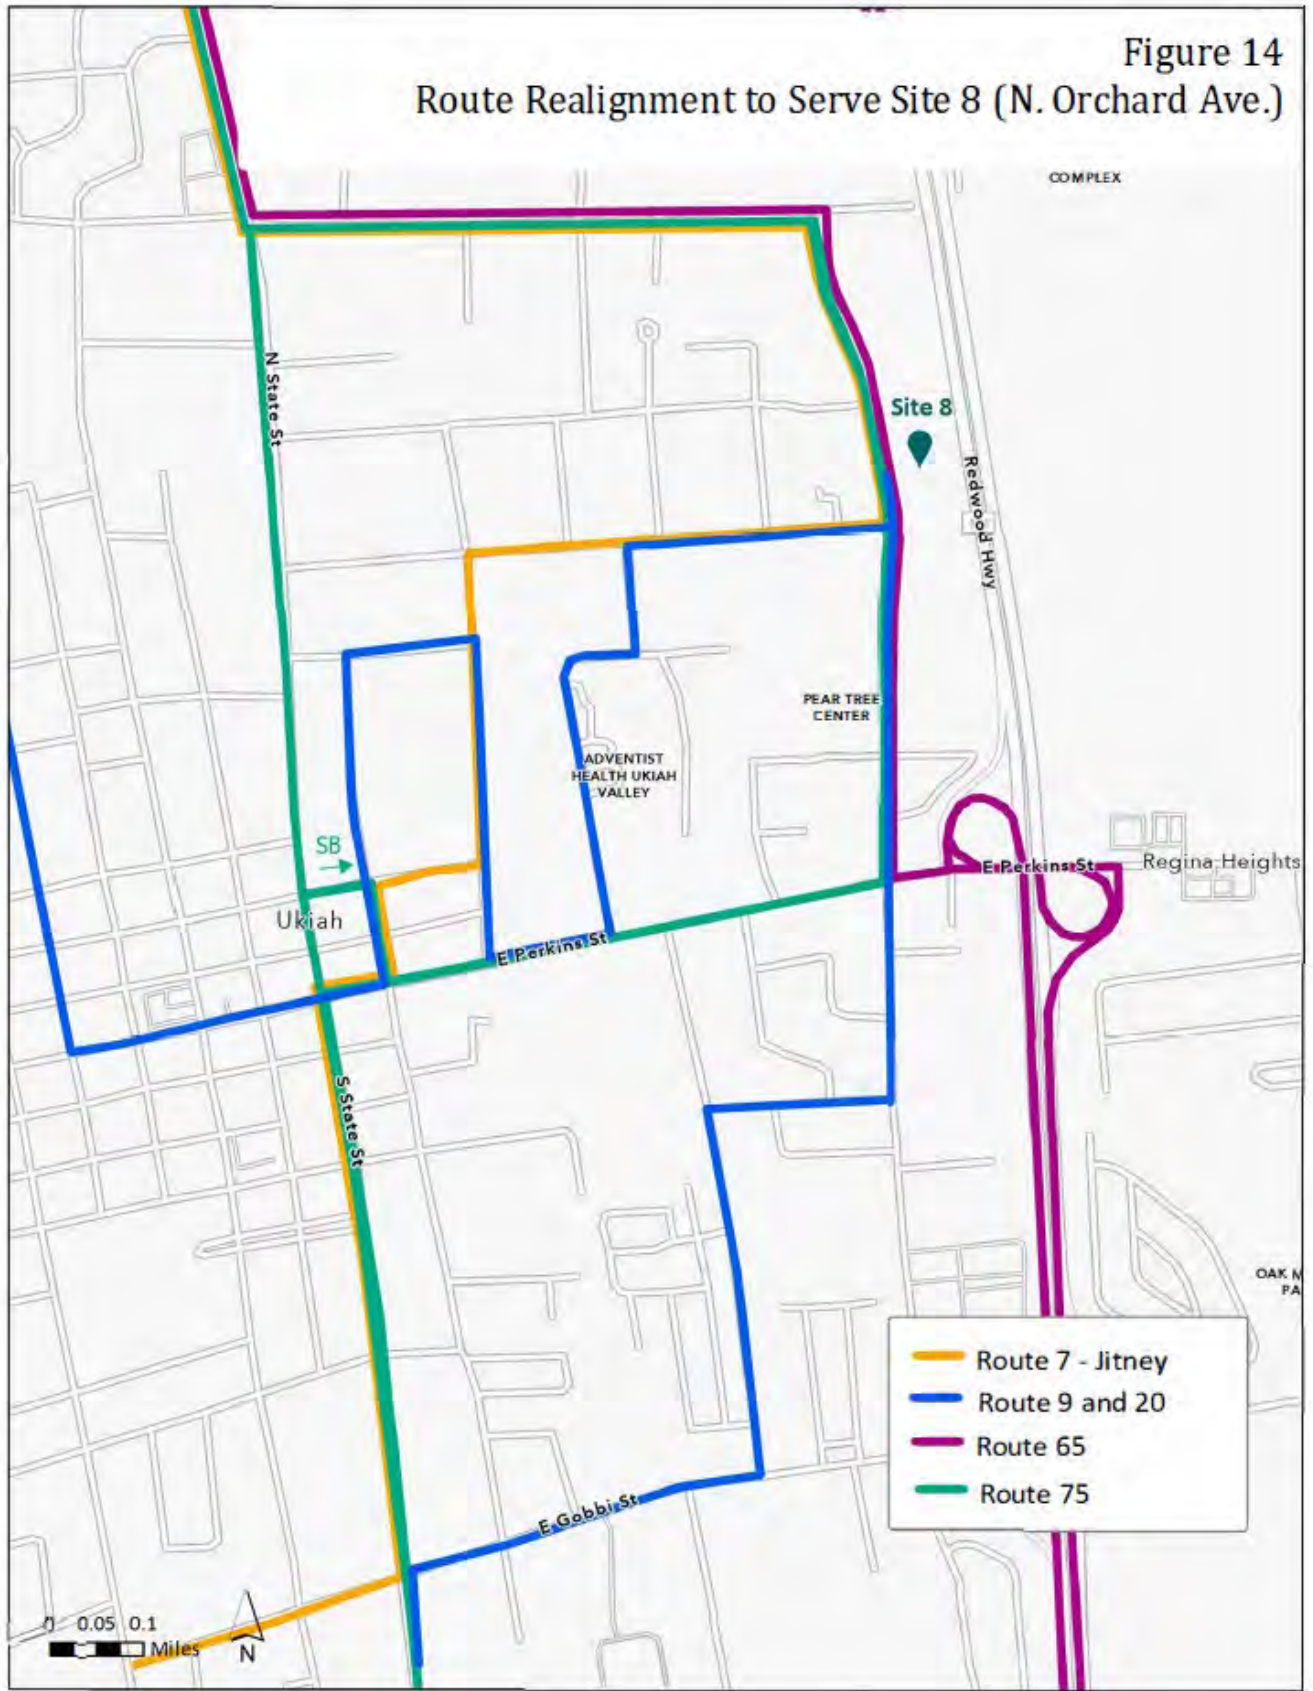 Figure 14
Route Realignment to Serve Site 8 (N. Orchard Ave.)
COMPLEX
N State St
Site 8
Redwood Hwy
PEAR TREE
CENTER
ADVENTIST
HEALTH UKIAH
VALLEY
SB
E Perkins St
Regina Heights
Ukiah
E Perkins St
S State St
OAK M
PA
Route 7 - Jitney
Route 9 and 20
Route 65
Route 75
E Gobbi St
0 0.05 0.1
Miles
N